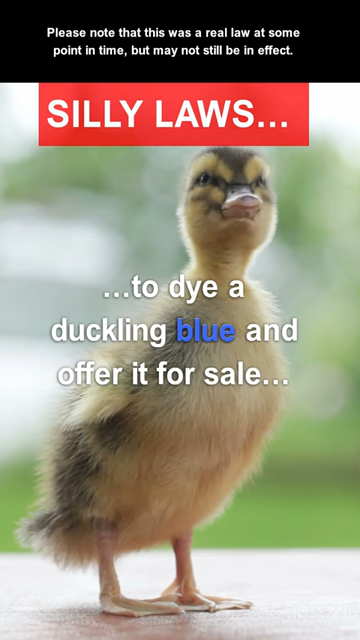 Please note that this was a real law at some
point in time, but may not still be in effect.
SILLY LAWS...
...to dye a
duckling blue and
offer it for sale...